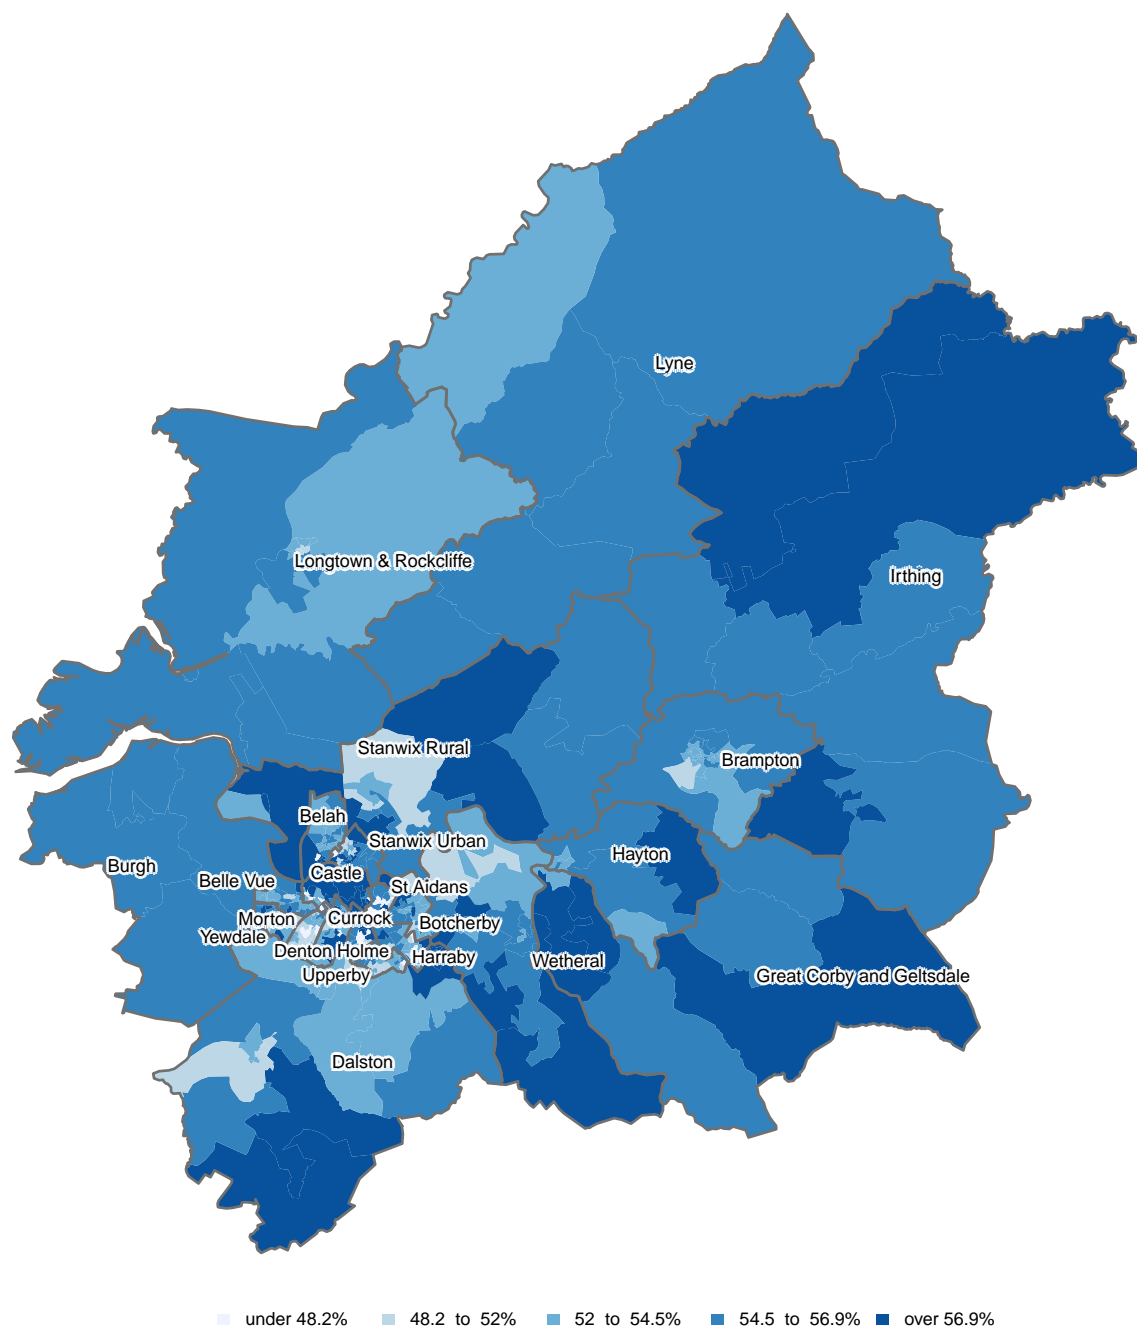 Lyne
Longtown & Rockcliffe
Irthing
Stanwix Rural
Brampton
Belah
Stanwix Urban
Hayton
Burgh
Castle
Belle Vue
St Aidans
Morton
Currock
Botcherby
Yewdale
Denton Holme
Harraby
Wetheral
Upperby
Great Corby and Geltsdale
Dalston
under 48.2% 48.2 to 52% 52 to 54.5% 54.5 to 56.9% over 56.9%